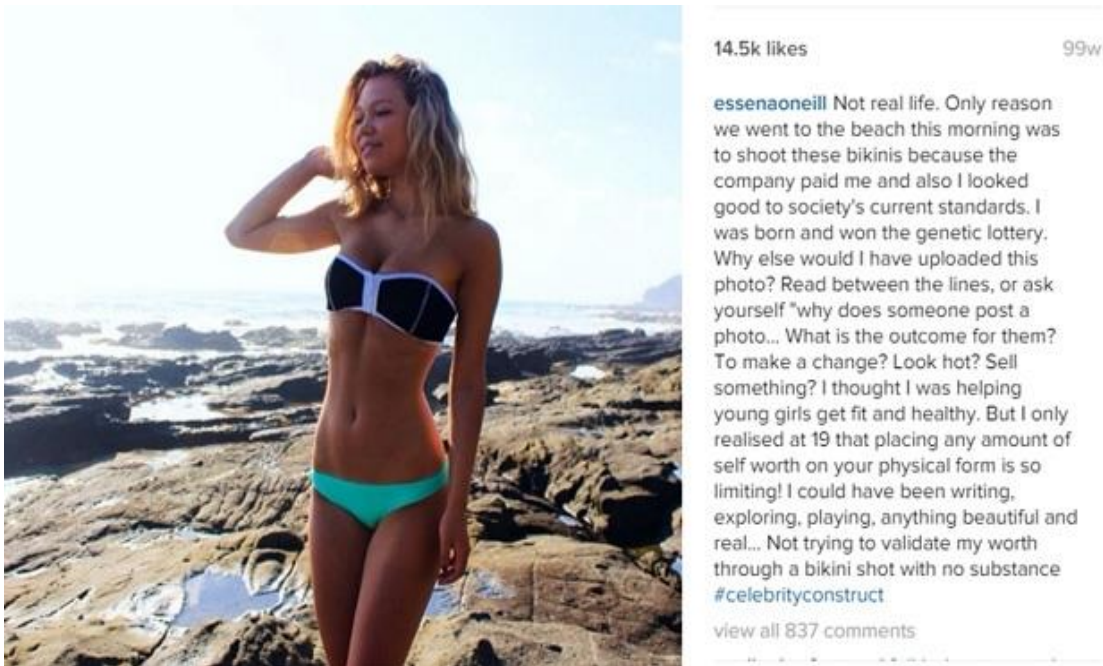 14.5k likes 99w
essenaoneill Not real life. Only reason
we went to the beach this morning was
to shoot these bikinis because the
company paid me and also I looked
good to society's current standards. I
was born and won the genetic lottery.
Why else would I have uploaded this
photo? Read between the lines, or ask
yourself "why does someone post a
photo... What is the outcome for them?
To make a change? Look hot? Sell
something? I thought I was helping
young girls get fit and healthy. But I only
realised at 19 that placing any amount of
self worth on your physical form is so
limiting! I could have been writing,
exploring, playing, anything beautiful and
real... Not trying to validate my worth
through a bikini shot with no substance
#celebrityconstruct
view all 837 comments